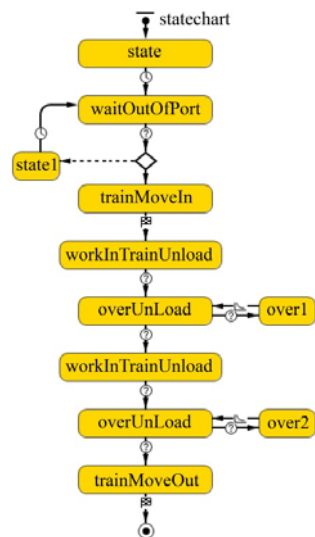 statechart
state
waitOutOfPort
state1
trainMoveIn
workInTrainUnload
overUnLoad
over1
workInTrainUnload
overUnLoad
over2
trainMoveOut